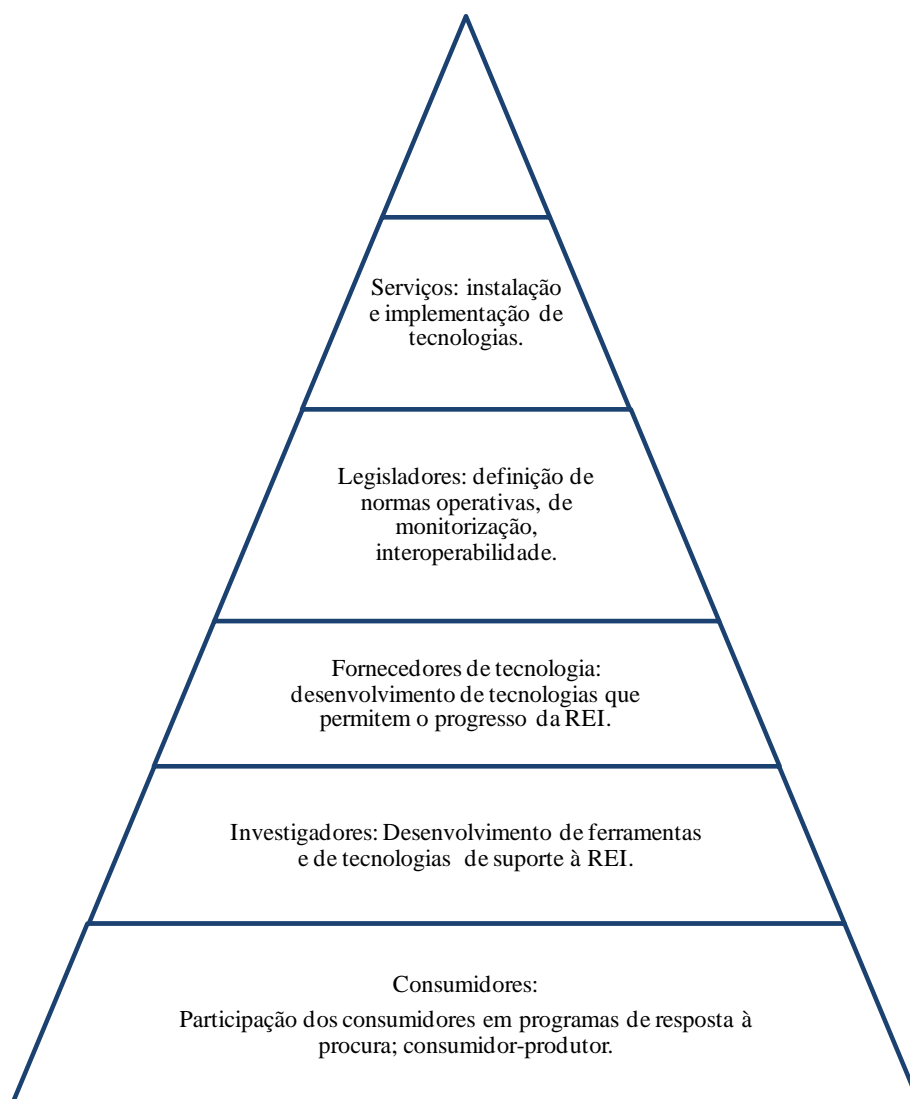 Serviços: instalação
e implementação de
tecnologias.
Legisladores: definição de
normas operativas, de
monitorização,
interoperabilidade.
Fornecedores de tecnologia:
desenvolvimento de tecnologias que
permitem o progresso da REI.
Investigadores: Desenvolvimento de ferramentas
e de tecnologias de suporte à REI.
Consumidores:
Participação dos consumidores em programas de resposta à
procura; consumidor-produtor.